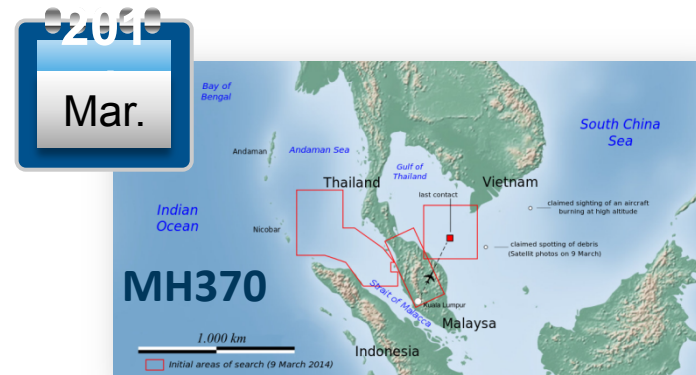 201
Mar.
Bay of
Bengal
South China
Sea
Andaman
Andaman Sea
Gulf of
Thailand
Thailand
Vietnam
last contact
claimed sighting of an aircraft
burning at high altitude
Indian
Ocean
Nicobar
claimed spotting of debris
(Satellit photos on 9 March)
MH370
Strait of Malacca
Kuala Lumpur
Malaysa
1.000 km
Indonesia
Initial areas of search (9 March 2014)